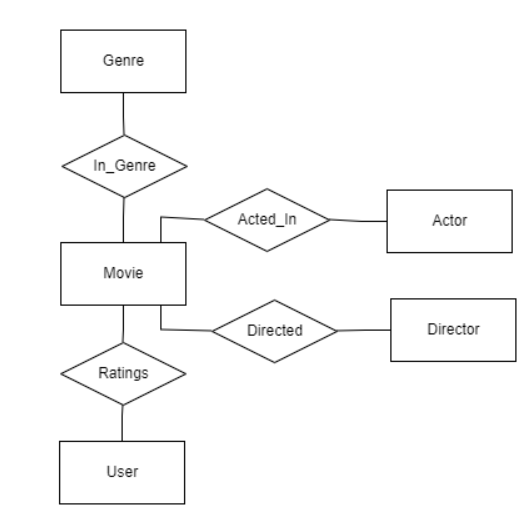 Genre
In_Genre
Acted_In
Actor
Movie
Directed
Director
Ratings
User